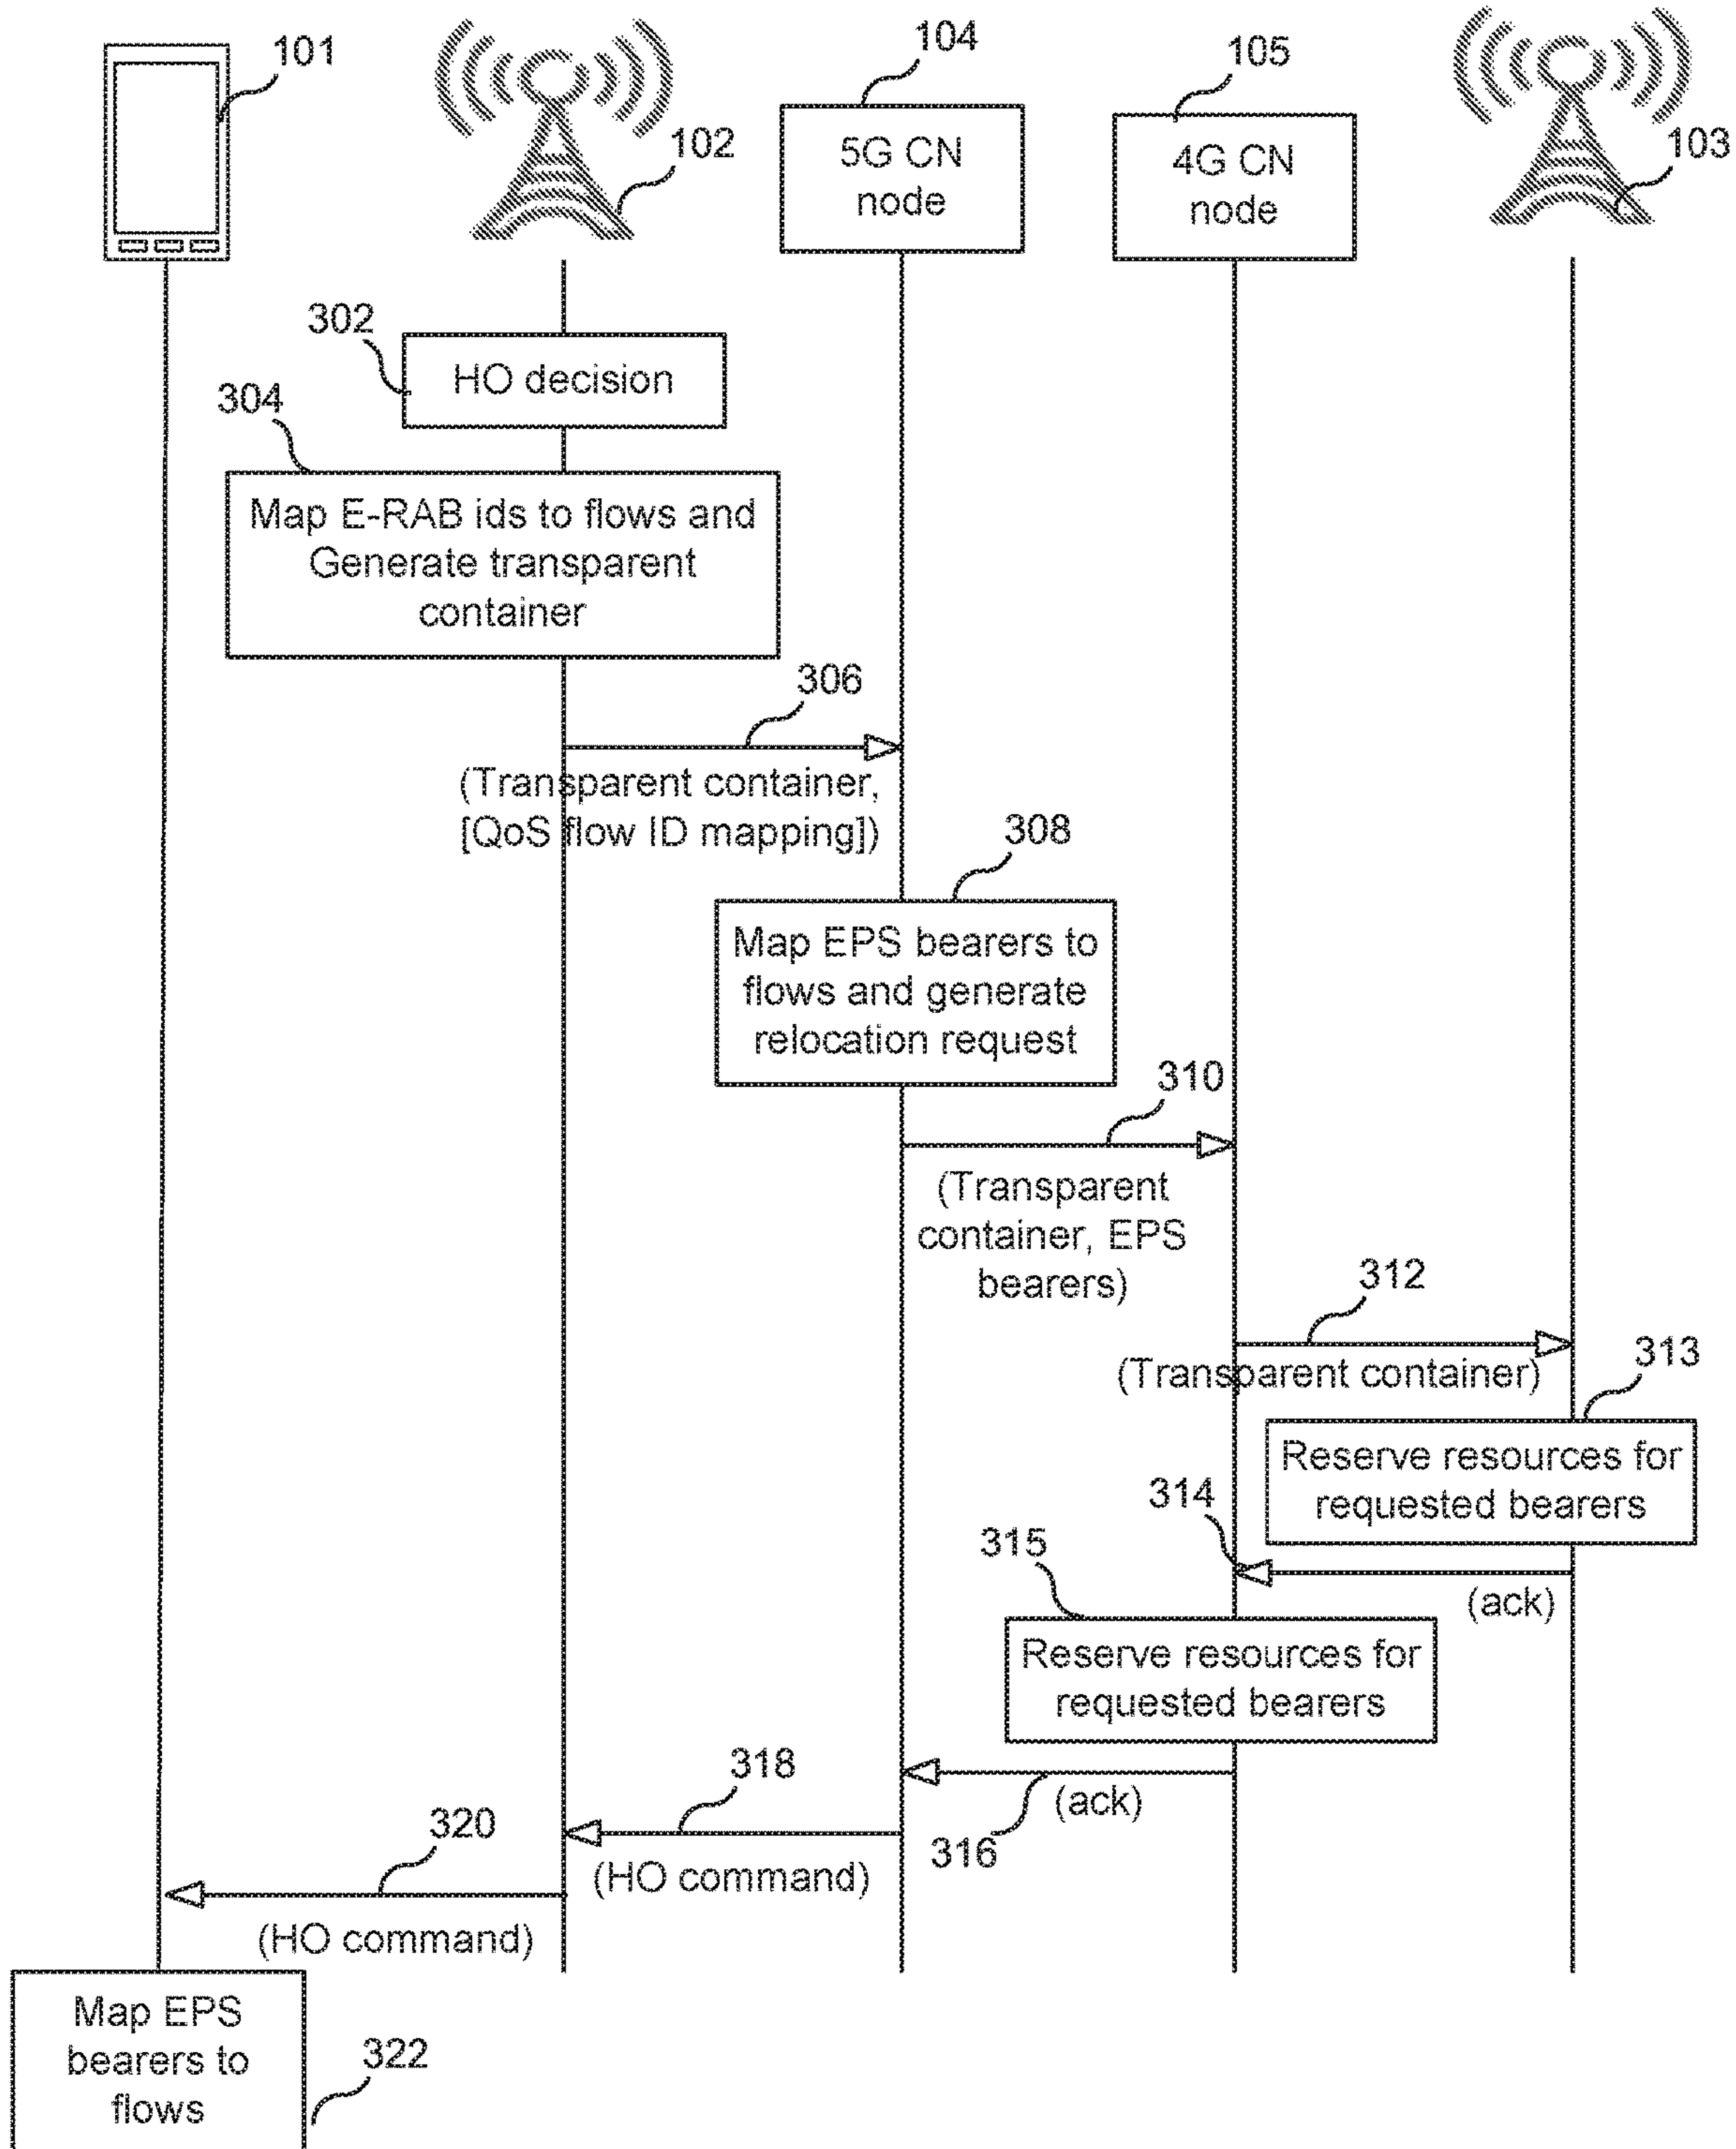 101
102
104
105
103
5G CN
node
4G CN
node
302
HO decision
304
Map E-RAB ids to flows and
Generate transparent
container
306
(Transparent container,
[QoS flow ID mapping])
308
Map EPS bearers to
flows and generate
relocation request
310
(Transparent
container, EPS
bearers)
312
(Transparent container)
313
Reserve resources for
requested bearers
314
(ack)
315
Reserve resources for
requested bearers
316
(ack)
318
(HO command)
320
(HO command)
Map EPS
bearers to
flows
322